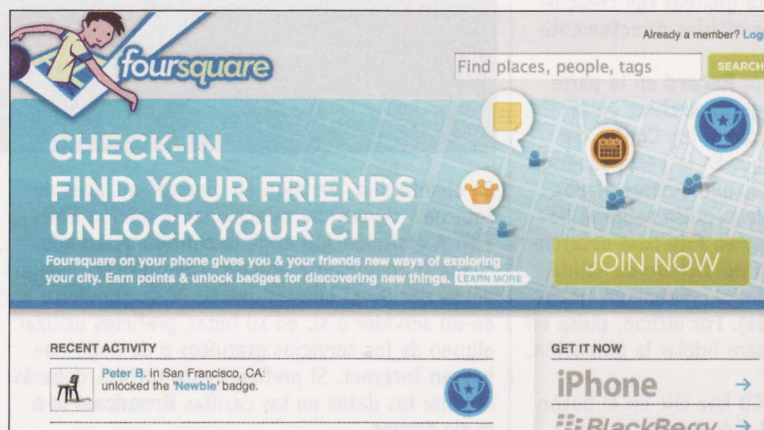 Already a member? Login
foursquare
Find places, people, tags
SEARCH
CHECK-IN
FIND YOUR FRIENDS
UNLOCK YOUR CITY
Foursquare on your phone gives you & your friends new ways of exploring
your city. Earn points & unlock badges for discovering new things. LEARN MORE
JOIN NOW
RECENT ACTIVITY
Peter B. in San Francisco, CA:
unlocked the 'Newbie' badge.
GET IT NOW
iPhone
BlackBerry